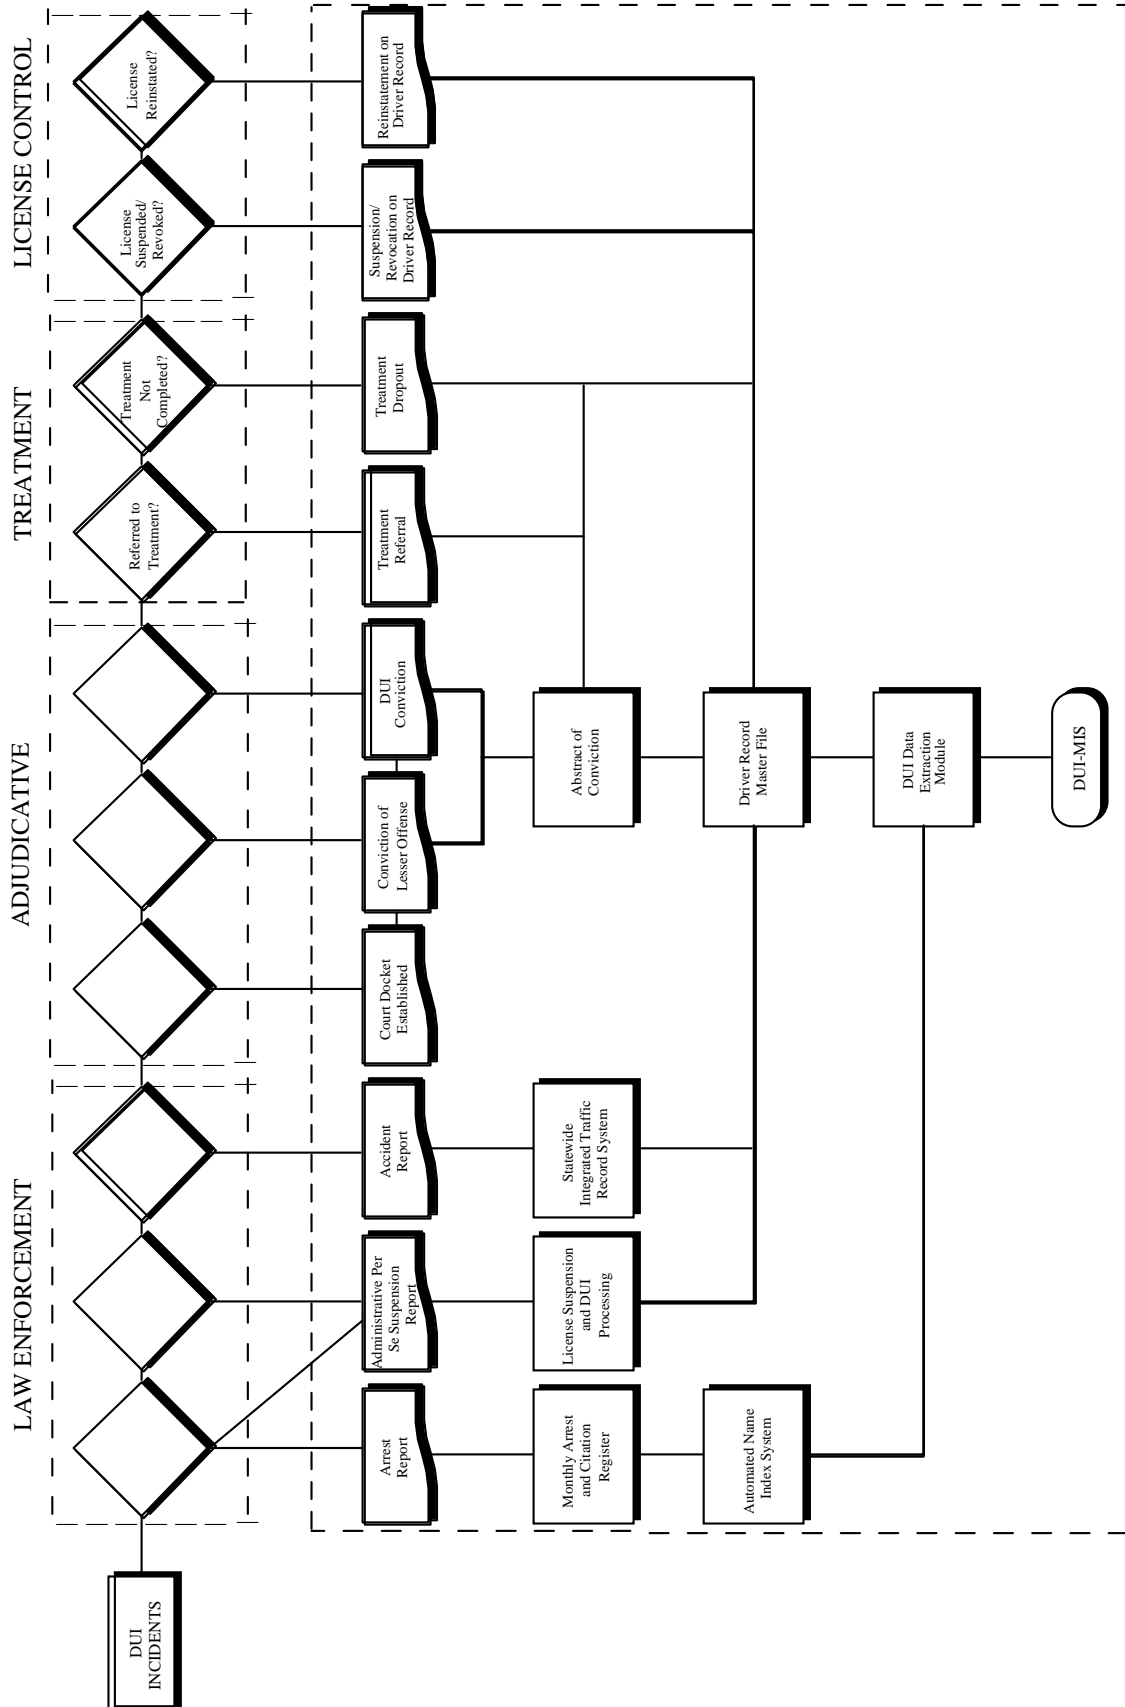 LAW ENFORCEMENT
ADJUDICATIVE
TREATMENT
LICENSE CONTROL
DUI
INCIDENTS
Referred to
Treatment?
Treatment
Not
Completed?
License
Suspended/
Revoked?
License
Reinstated?
Arrest
Report
Administrative Per
Se Suspension
Report
Accident
Report
Court Docket
Established
Conviction of
Lesser Offense
DUI
Conviction
Treatment
Referral
Treatment
Dropout
Suspension/
Revocation on
Driver Record
Reinstatement on
Driver Record
Monthly Arrest
and Citation
Register
License Suspension
and DUI
Processing
Statewide
Integrated Traffic
Record System
Abstract of
Conviction
Automated Name
Index System
Driver Record
Master File
DUI Data
Extraction
Module
DUI-MIS